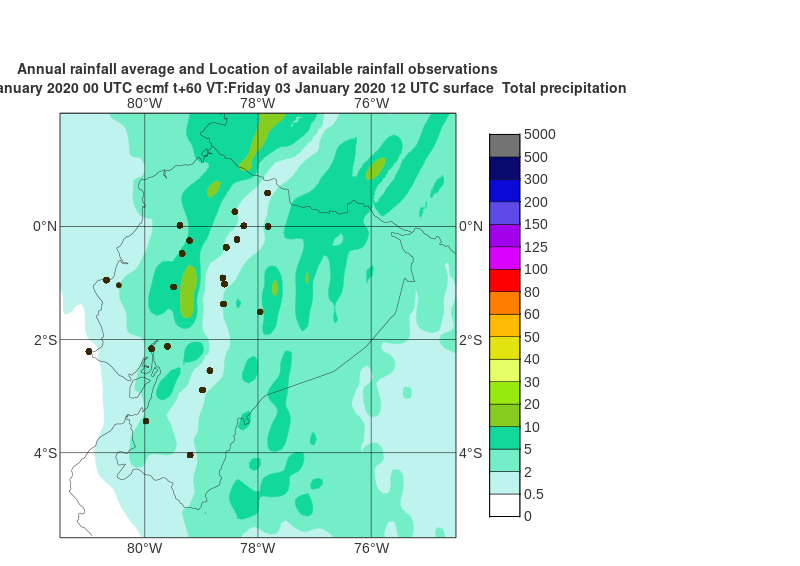 Annual rainfall average and Location of available rainfall observations
anuary 2020 00 UTC ecmf t+60 VT:Friday 03 January 2020 12 UTC surface  Total precipitation
80°W 78°W 76°W
5000
500
300
200
150
125
100
80
60
50
40
30
20
10
5
2
0.5
0
0°N 0°N
2°S 2°S
4°S 4°S
80°W 78°W 76°W